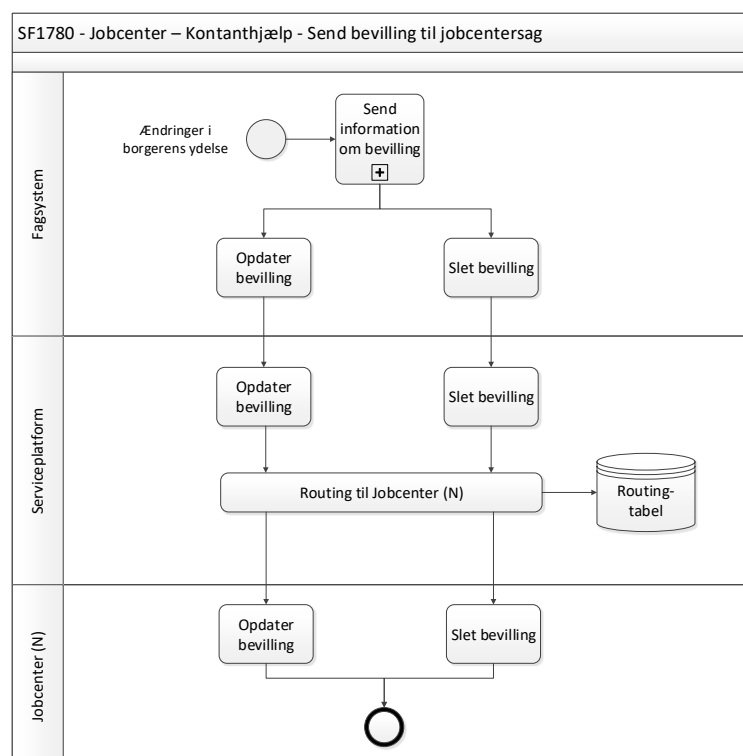 SF1780 - Jobcenter – Kontanthjælp - Send bevilling til jobcentersag
Fagsystem
Ændringer i
borgerens ydelse
Send
information
om bevilling
Opdater
bevilling
Slet bevilling
Serviceplatform
Opdater
bevilling
Slet bevilling
Routing til Jobcenter (N)
Routing-
tabel
Jobcenter (N)
Opdater
bevilling
Slet bevilling